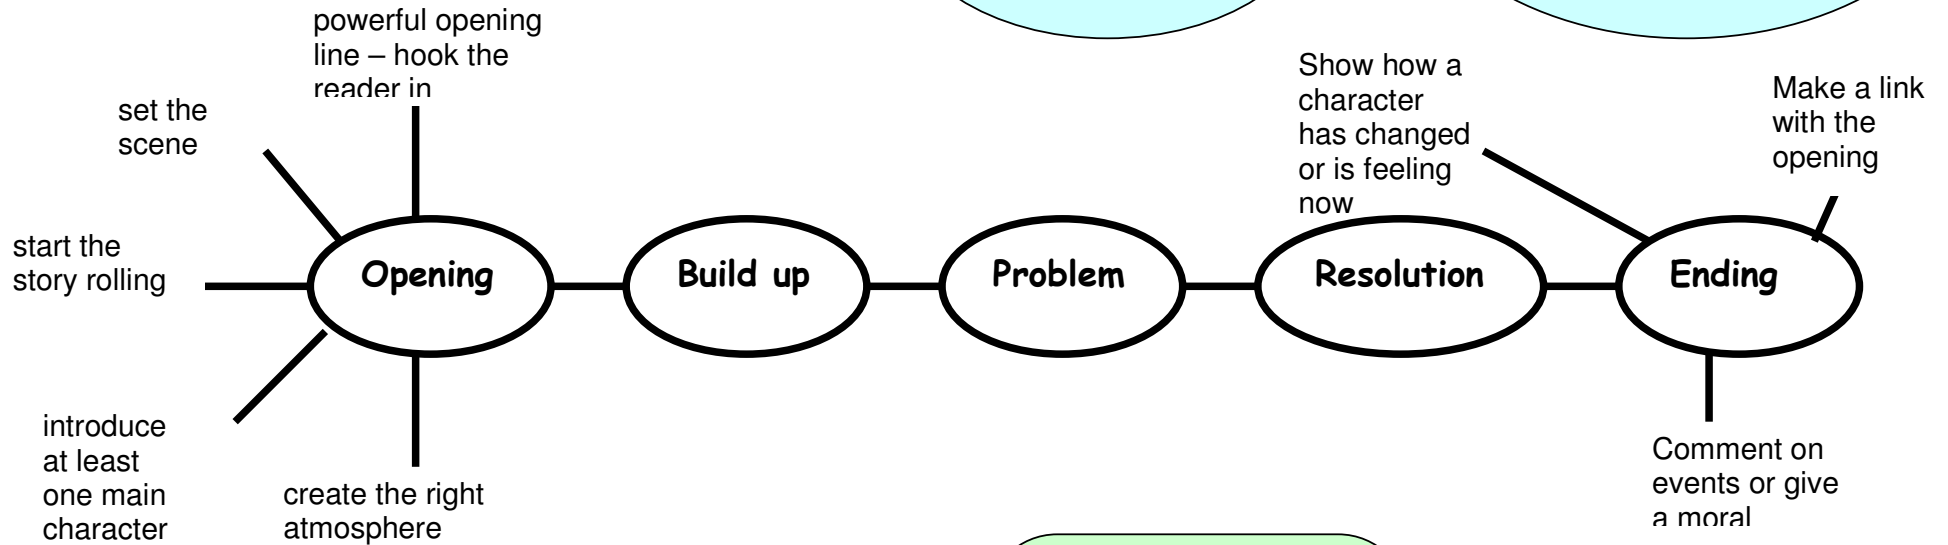 powerful opening
line – hook the
reader in
set the
scene
start the
story rolling
introduce
at least
one main
character
create the right
atmosphere
Opening
Build up
Problem
Resolution
Ending
Show how a
character
has changed
or is feeling
now
Make a link
with the
opening
Comment on
events or give
a moral